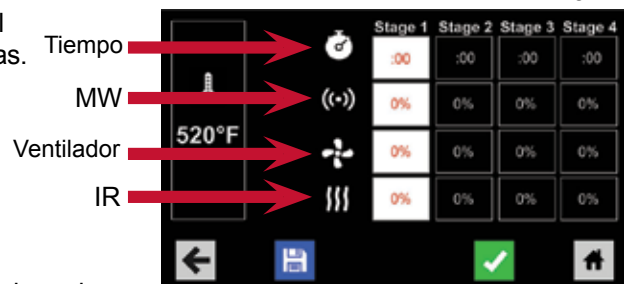 l
as.
Tiempo
MW
Ventilador
IR
520°F
Stage 1 Stage 2 Stage 3 Stage 4
:00 :00 :00 :00
0% 0% 0% 0%
0% 0% 0% 0%
0% 0% 0% 0%